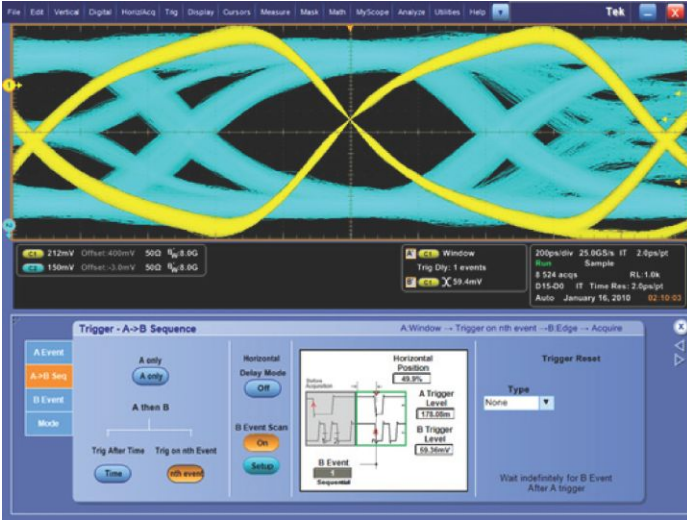 File Edit Vertical Digital Horiz/Acq Trig Display Cursors Measure Mask Math MyScope Analyze Utilities Help Tek X
1
C1 212mV Offset:400mV 50Ω BW:8.0G
C2 150mV Offset:-3.0mV 50Ω BW:8.0G
A' C1 Window
Trig Dly: 1 events
B' C1 59.4mV
200ps/div 25.0GS/s IT 2.0ps/pt
Run Sample
8 524 acqs RL:1.0k
D15-D0 IT Time Res: 2.0ps/pt
Auto January 16, 2010 02:10:03
Trigger - A->B Sequence A:Window → Trigger on nth event →B:Edge → Acquire X
A Event
A->B Seq
B Event
Mode
A only
A only
A then B
Trig After Time Trig on nth Event
Time nth event
Horizontal
Delay Mode
Off
B Event Scan
On
Setup
Before
Acquisition
Horizontal
Position
49.9%
A Trigger
Level
178.08m
B Trigger
Level
59.36mV
B Event
1
Sequential
Trigger Reset
Type
None
Wait indefinitely for B Event
After A trigger